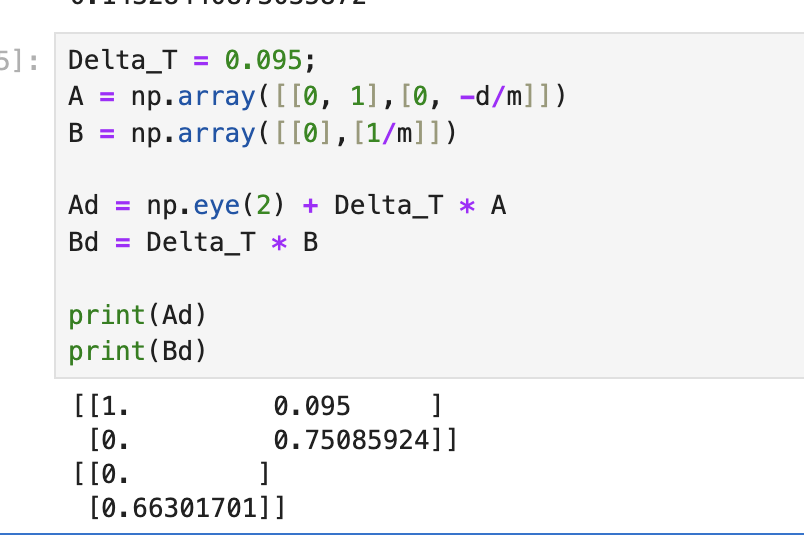 5]:
Delta_T = 0.095;
A = np.array([[0, 1],[0, -d/m]])
B = np.array([[0],[1/m]])
Ad = np.eye(2) + Delta_T * A
Bd = Delta_T * B
print(Ad)
print(Bd)
[[1.         0.095     ]
 [0.         0.75085924]]
[[0.        ]
 [0.66301701]]